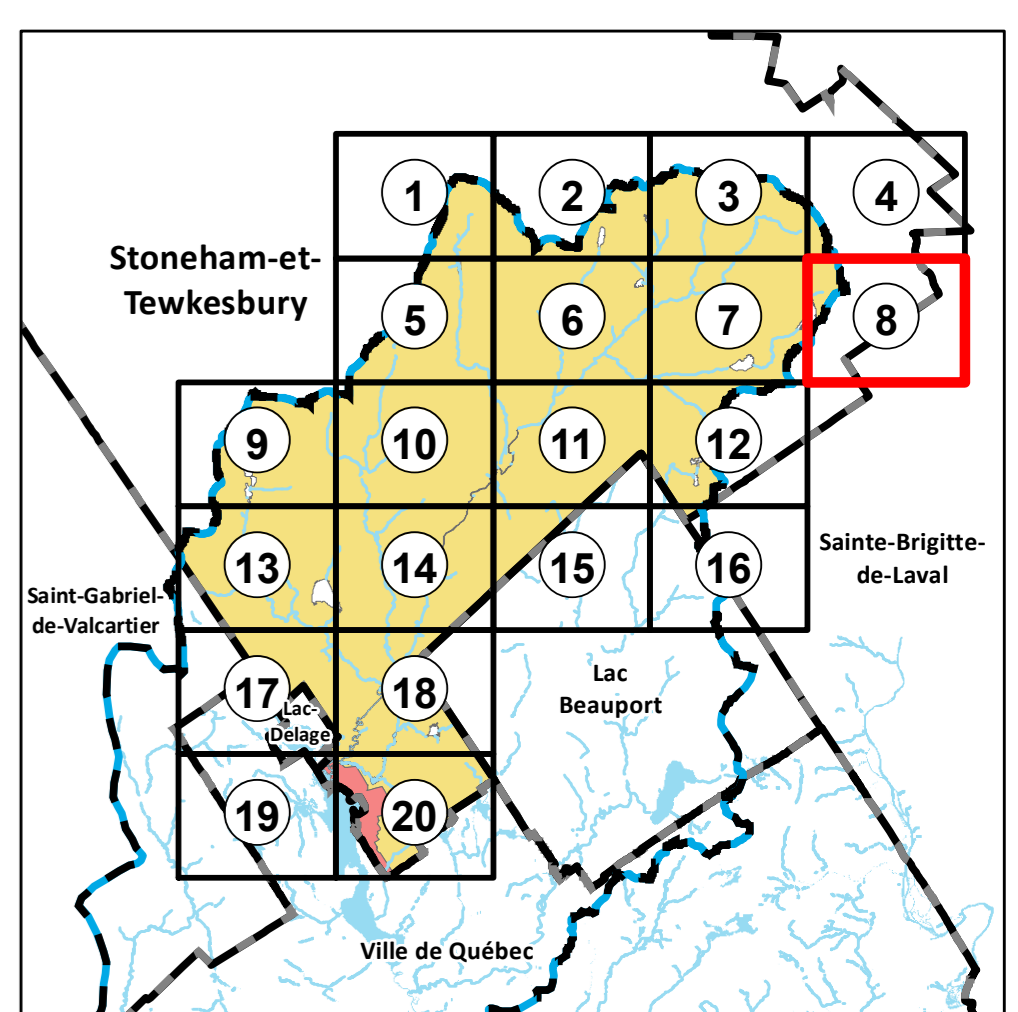 1
2
3
4
Stoneham-et-
Tewkesbury
5
6
7
8
9
10
11
12
13
14
15
16
Sainte-Brigitte-
de-Laval
Saint-Gabriel-
de-Valcartier
17
18
Lac-
Delage
Lac
Beauport
19
20
Ville de Québec